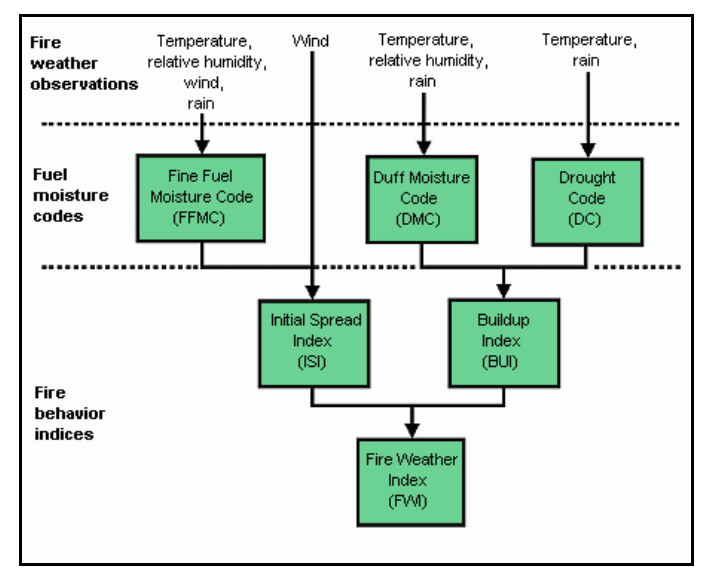 Fire
weather
observations
Temperature,
relative humidity,
wind,
rain
Wind
Temperature,
relative humidity,
rain
Temperature,
rain
Fuel
moisture
codes
Fine Fuel
Moisture Code
(FFMC)
Duff Moisture
Code
(DMC)
Drought
Code
(DC)
Fire
behavior
indices
Initial Spread
Index
(ISI)
Buildup
Index
(BUI)
Fire Weather
Index
(FWI)